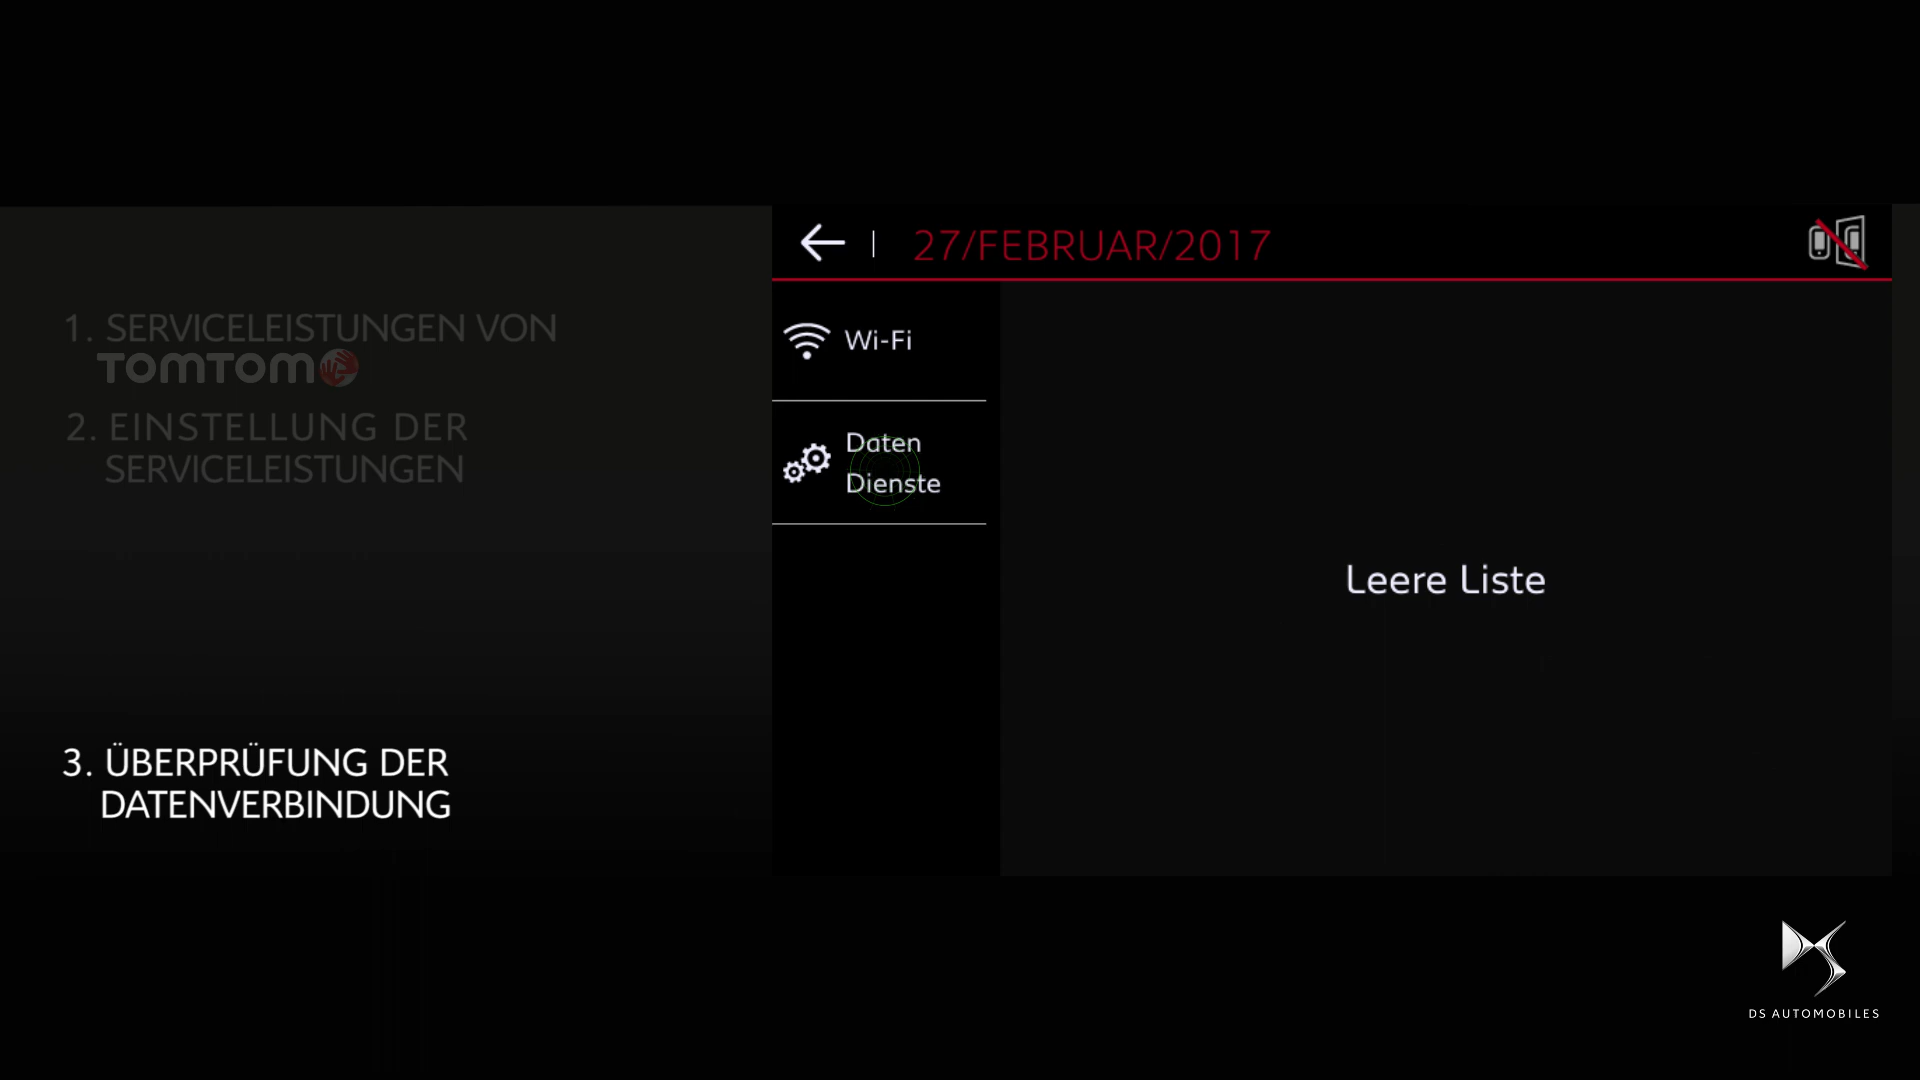 1. SERVICELEISTUNGEN VON
TOMTOM
2. EINSTELLUNG DER
SERVICELEISTUNGEN
3. ÜBERPRÜFUNG DER
DATENVERBINDUNG
27/FEBRUAR/2017
Wi-Fi
Daten
Dienste
Leere Liste
DS AUTOMOBILES